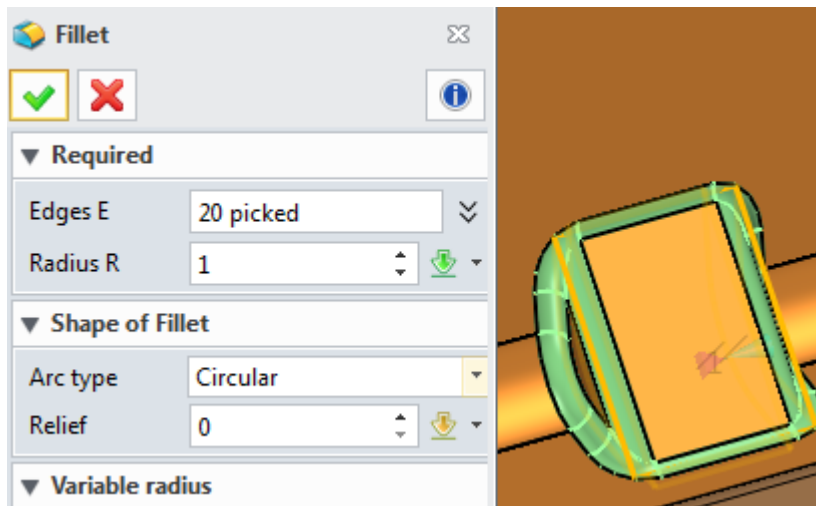 Fillet
Required
Edges E 20 picked
Radius R 1
Shape of Fillet
Arc type Circular
Relief 0
Variable radius